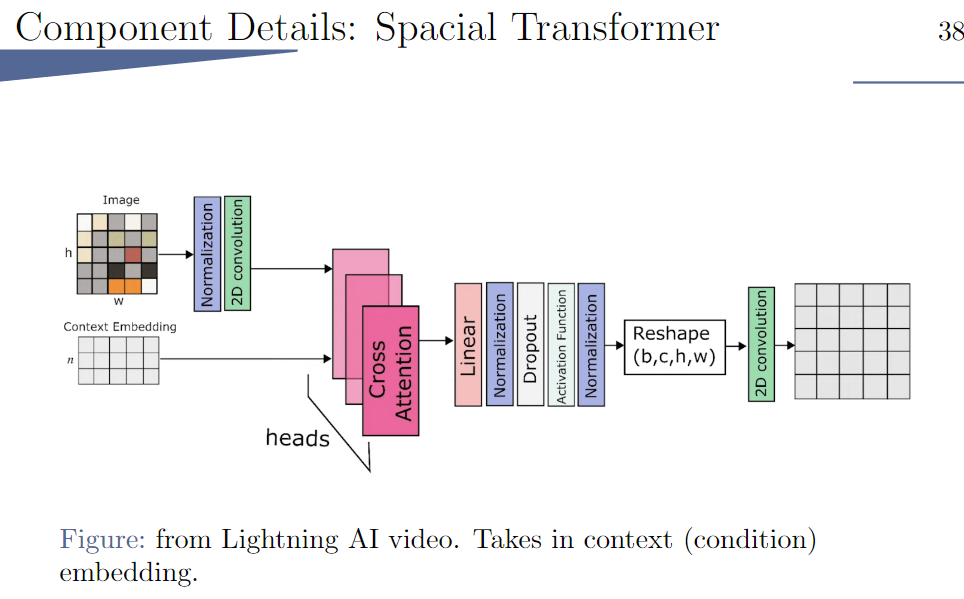 Component Details: Spacial Transformer
38
Image
h
w
Normalization
2D convolution
Context Embedding
n
Cross
Attention
heads
Linear
Normalization
Dropout
Activation Function
Normalization
Reshape
(b,c,h,w)
2D convolution
Figure: from Lightning AI video. Takes in context (condition)
embedding.